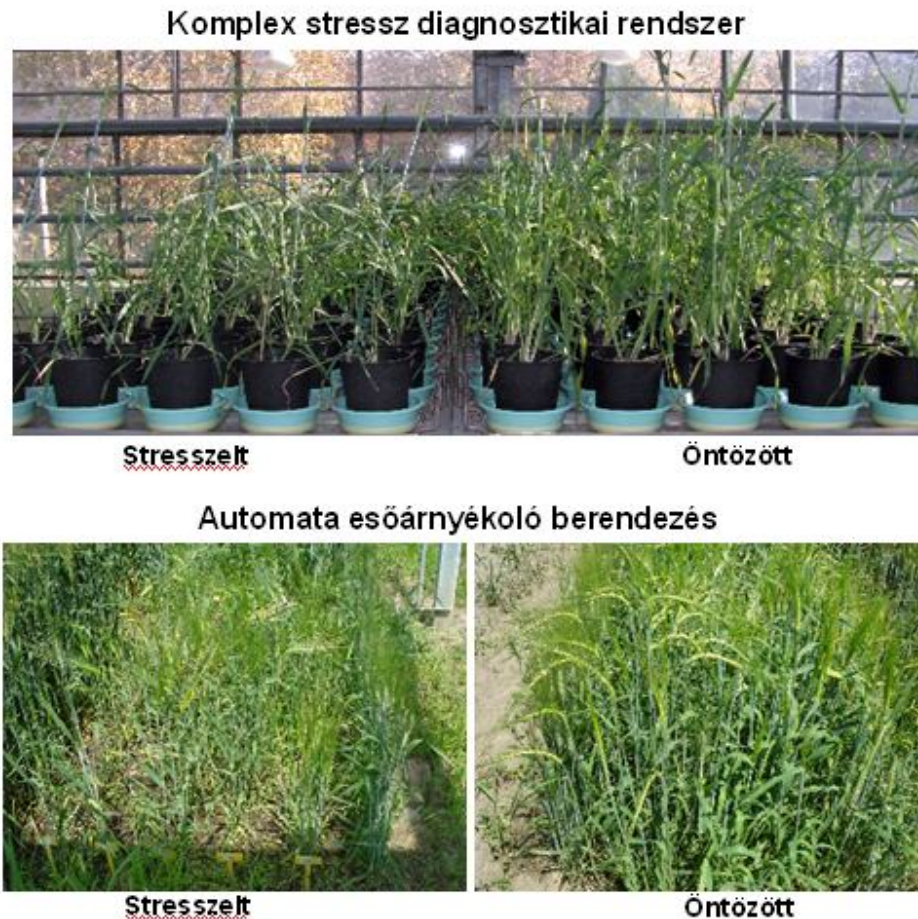 Komplex stressz diagnosztikai rendszer
Stresszelt
Öntözött
Automata esőárnyékoló berendezés
Stresszelt
Öntözött